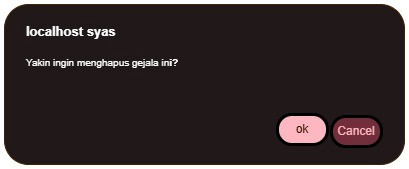 localhost syas
Yakin ingin menghapus gejala ini?
ok
Cancel